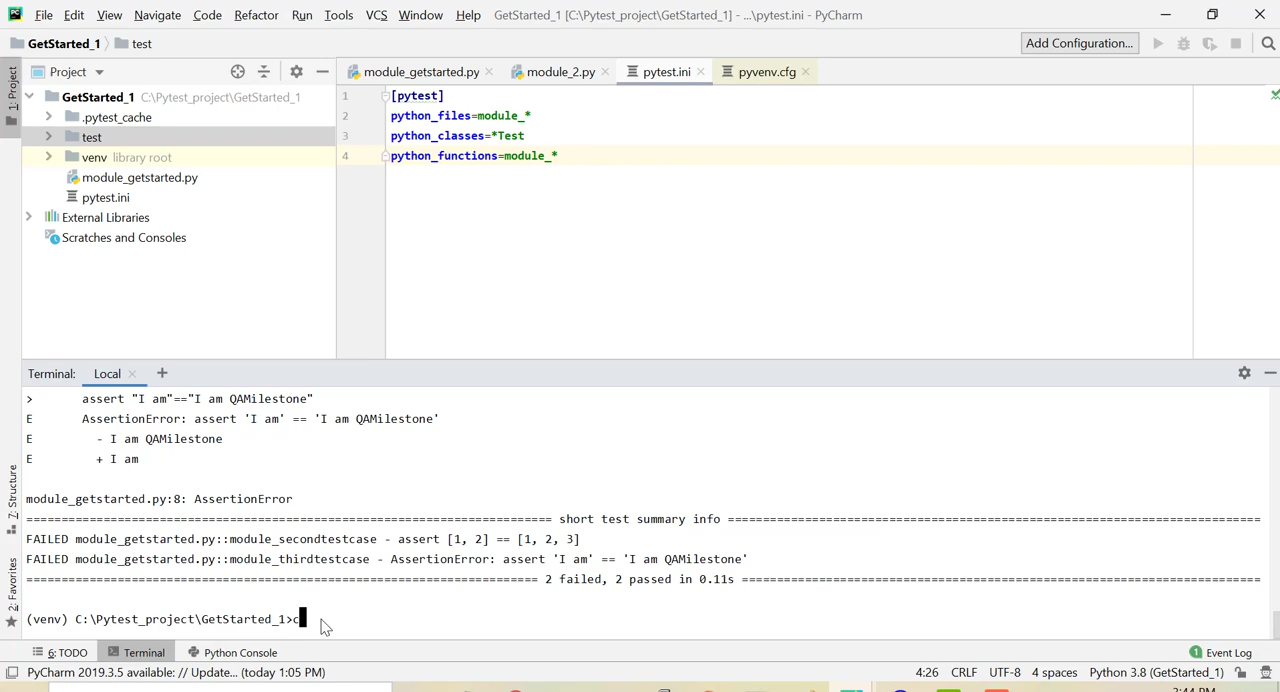 File Edit View Navigate Code Refactor Run Tools VCS Window Help GetStarted_1 [C:\Pytest_project\GetStarted_1] - ...\pytest.ini - PyCharm
GetStarted_1 test Add Configuration...
1: Project
Project module_getstarted.py module_2.py pytest.ini pyvenv.cfg
GetStarted_1 C:\Pytest_project\GetStarted_1
.pytest_cache
test
venv library root
module_getstarted.py
pytest.ini
External Libraries
Scratches and Consoles
1 [pytest]
2 python_files=module_*
3 python_classes=*Test
4 python_functions=module_*
Terminal: Local
> assert "I am"=="I am QAMilestone"
E AssertionError: assert 'I am' == 'I am QAMilestone'
E - I am QAMilestone
E + I am
module_getstarted.py:8: AssertionError
short test summary info
FAILED module_getstarted.py::module_secondtestcase - assert [1, 2] == [1, 2, 3]
FAILED module_getstarted.py::module_thirdtestcase - AssertionError: assert 'I am' == 'I am QAMilestone'
2 failed, 2 passed in 0.11s
(venv) C:\Pytest_project\GetStarted_1>c
7: Structure
2: Favorites
6: TODO Terminal Python Console 1 Event Log
PyCharm 2019.3.5 available: // Update... (today 1:05 PM) 4:26 CRLF UTF-8 4 spaces Python 3.8 (GetStarted_1)